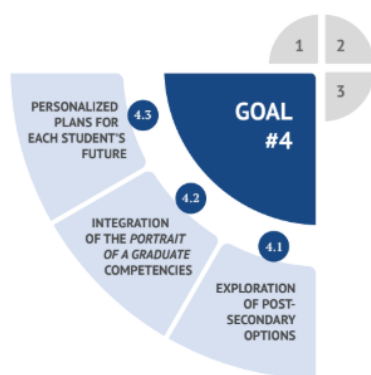 1
2
3
GOAL
#4
4.3
PERSONALIZED
PLANS FOR
EACH STUDENT'S
FUTURE
4.2
INTEGRATION
OF THE PORTRAIT
OF A GRADUATE
COMPETENCIES
4.1
EXPLORATION
OF POST-
SECONDARY
OPTIONS